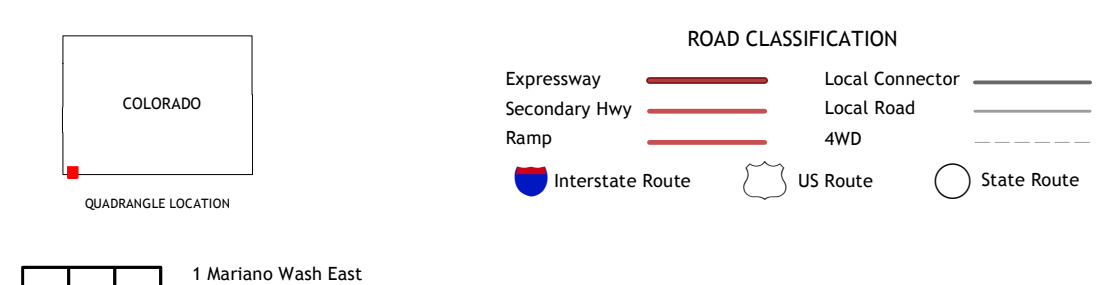 COLORADO
QUADRANGLE LOCATION
ROAD CLASSIFICATION
Expressway
Local Connector
Secondary Hwy
Local Road
Ramp
4WD
Interstate Route
US Route
State Route
1 Mariano Wash East